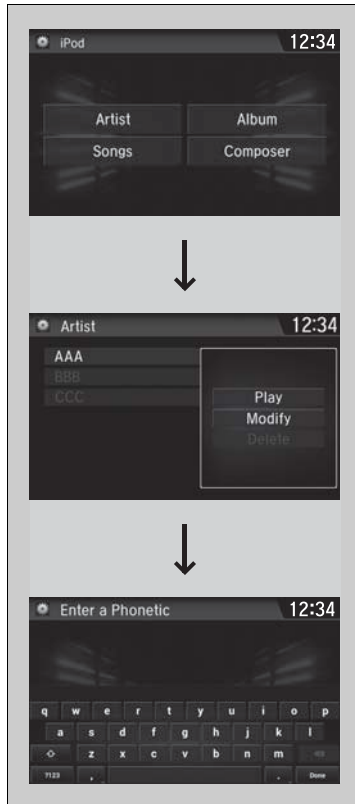 iPod 12:34
Artist Album
Songs Composer
Artist 12:34
AAA
BBB
CCC
Play
Modify
Delete
Enter a Phonetic 12:34
q w e r t y u i o p
a s d f g h j k l
z x c v b n m
?123 , . Done